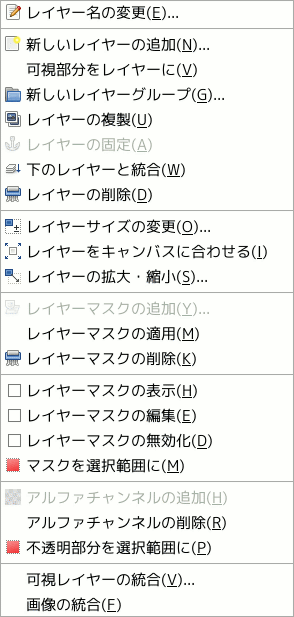 レイヤー名の変更(E)...
新しいレイヤーの追加(N)...
可視部分をレイヤーに(V)
新しいレイヤーグループ(G)...
レイヤーの複製(U)
レイヤーの固定(A)
下のレイヤーと統合(W)
レイヤーの削除(D)
レイヤーサイズの変更(O)...
レイヤーをキャンバスに合わせる(I)
レイヤーの拡大・縮小(S)...
レイヤーマスクの追加(Y)...
レイヤーマスクの適用(M)
レイヤーマスクの削除(K)
レイヤーマスクの表示(H)
レイヤーマスクの編集(E)
レイヤーマスクの無効化(D)
マスクを選択範囲に(M)
アルファチャンネルの追加(H)
アルファチャンネルの削除(R)
不透明部分を選択範囲に(P)
可視レイヤーの統合(V)...
画像の統合(F)